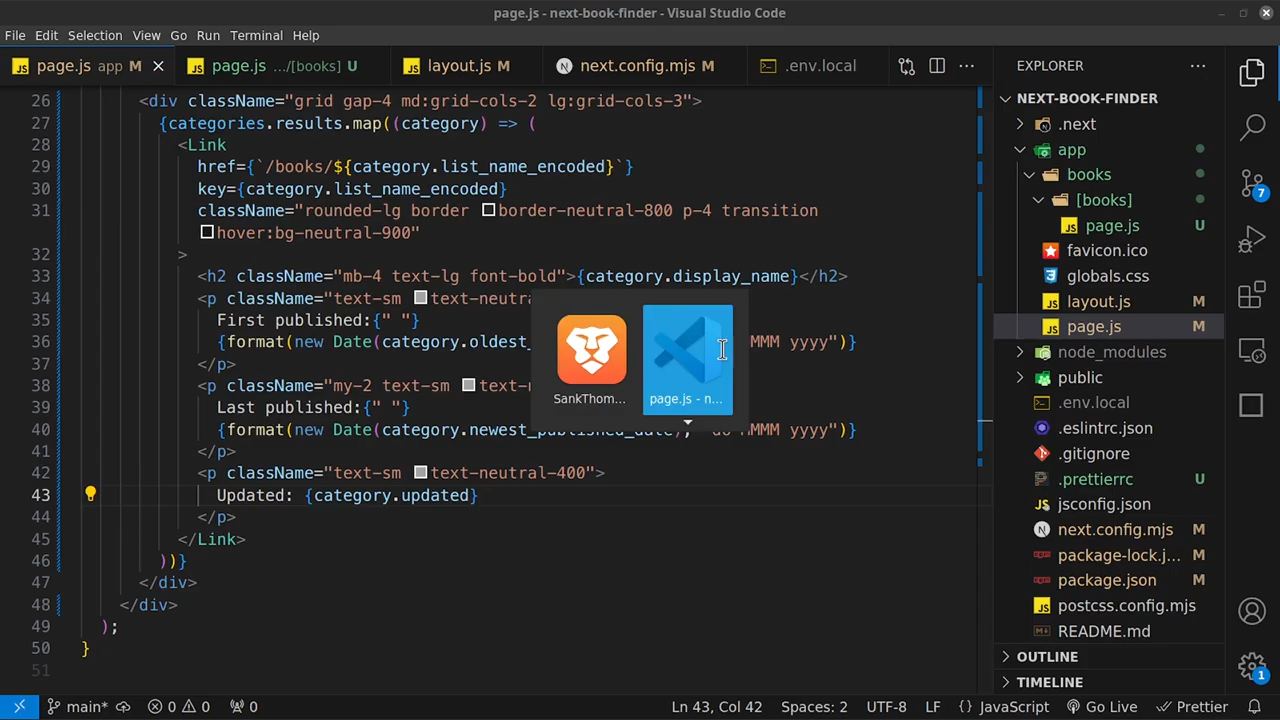 page.js - next-book-finder - Visual Studio Code
File Edit Selection View Go Run Terminal Help
page.js app M
page.js .../[books] U
layout.js M
next.config.mjs M
.env.local
26 <div className="grid gap-4 md:grid-cols-2 lg:grid-cols-3">
27 {categories.results.map((category) => (
28 <Link
29 href={`/books/${category.list_name_encoded}`}
30 key={category.list_name_encoded}
31 className="rounded-lg border border-neutral-800 p-4 transition
hover:bg-neutral-900"
32 >
33 <h2 className="mb-4 text-lg font-bold">{category.display_name}</h2>
34 <p className="text-sm text-neutra
35 First published:{" "}
36 {format(new Date(category.oldest_ MMM yyyy")}
37 </p>
38 <p className="my-2 text-sm text-n
39 Last published:{" "}
40 {format(new Date(category.newest_published_date), "do MMMM yyyy")}
41 </p>
42 <p className="text-sm text-neutral-400">
43 Updated: {category.updated}
44 </p>
45 </Link>
46 ))}
47 </div>
48 </div>
49 );
50 }
51
SankThom...
page.js - n...
EXPLORER
NEXT-BOOK-FINDER
.next
app
books
[books]
page.js U
favicon.ico
globals.css
layout.js M
page.js M
node_modules
public
.env.local
.eslintrc.json
.gitignore
.prettierrc U
jsconfig.json
next.config.mjs M
package-lock.j... M
package.json M
postcss.config.mjs
README.md
OUTLINE
TIMELINE
7
1
main* 0 0 0 Ln 43, Col 42 Spaces: 2 UTF-8 LF {} JavaScript Go Live Prettier